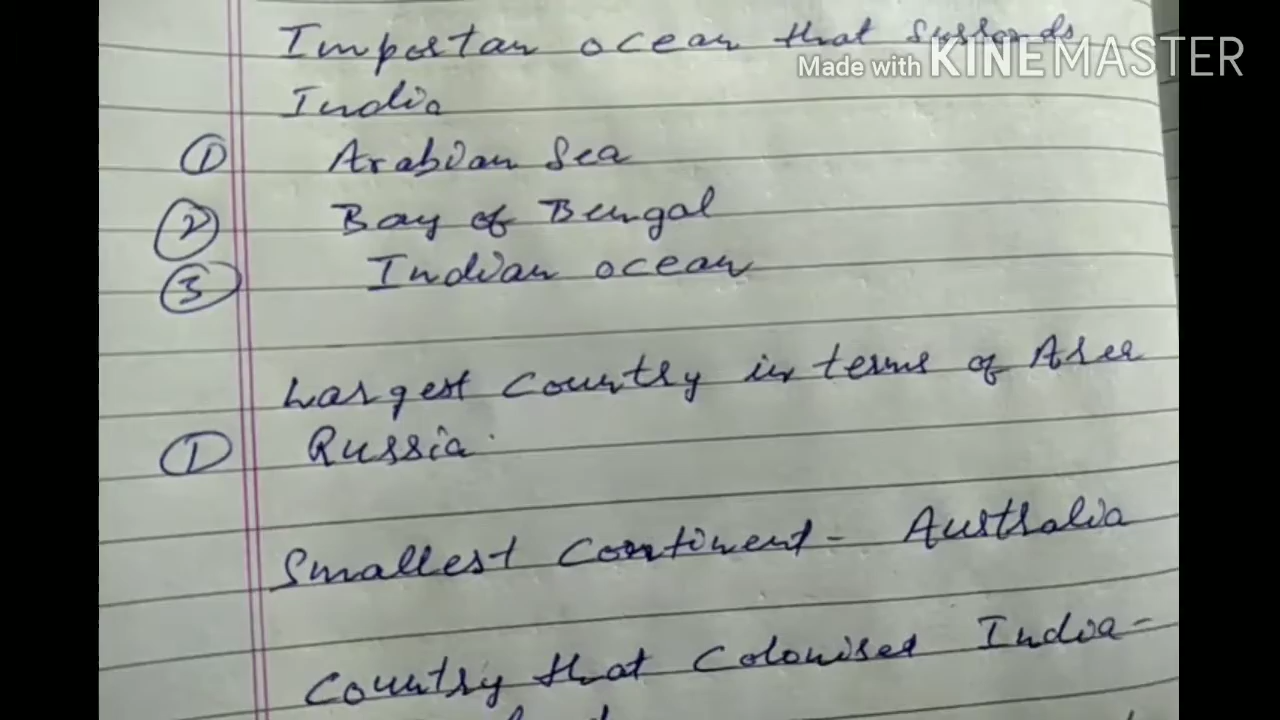 Importan ocean that
Made with KINEMASTER
India
① Arabian Sea
② Bay of Bengal
③ Indian ocean
Largest Country in terms of Area
① Russia
Smallest Continent - Australia
Country that Colonised India -